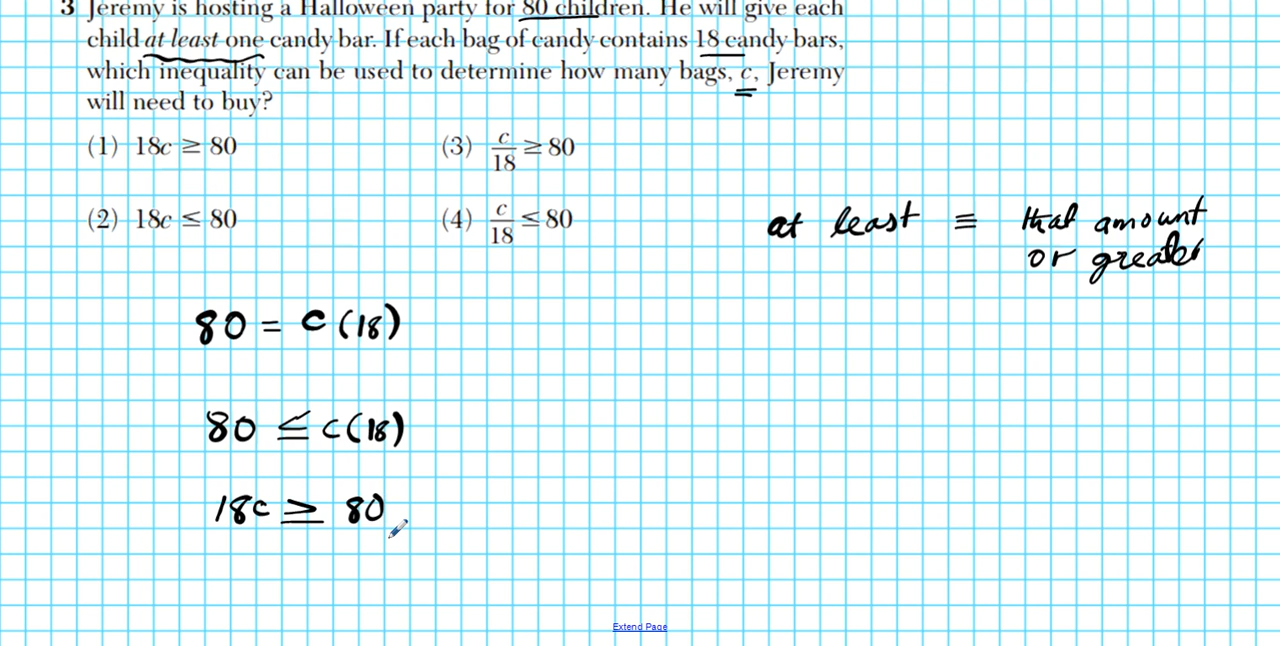 3 Jeremy is hosting a Halloween party for 80 children. He will give each
child at least one candy bar. If each bag of candy contains 18 candy bars,
which inequality can be used to determine how many bags, c, Jeremy
will need to buy?
(1) 18c ≥ 80
(3) c/18 ≥ 80
(2) 18c ≤ 80
(4) c/18 ≤ 80
at least ≡ that amount
or greater
80 = c(18)
80 ≤ c(18)
18c ≥ 80
Extend Page